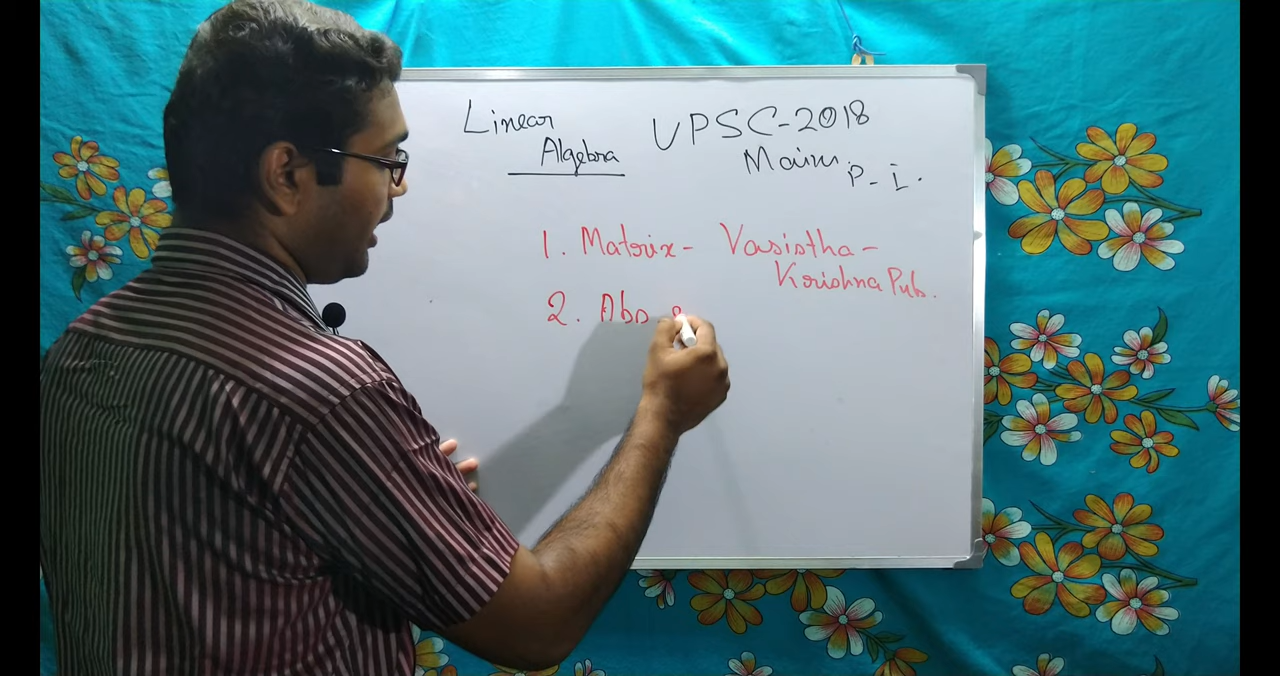 Linear
Algebra
UPSC-2018
Mains
P-I.
1. Matrix - Vasistha -
Krishna Pub.
2. Abs